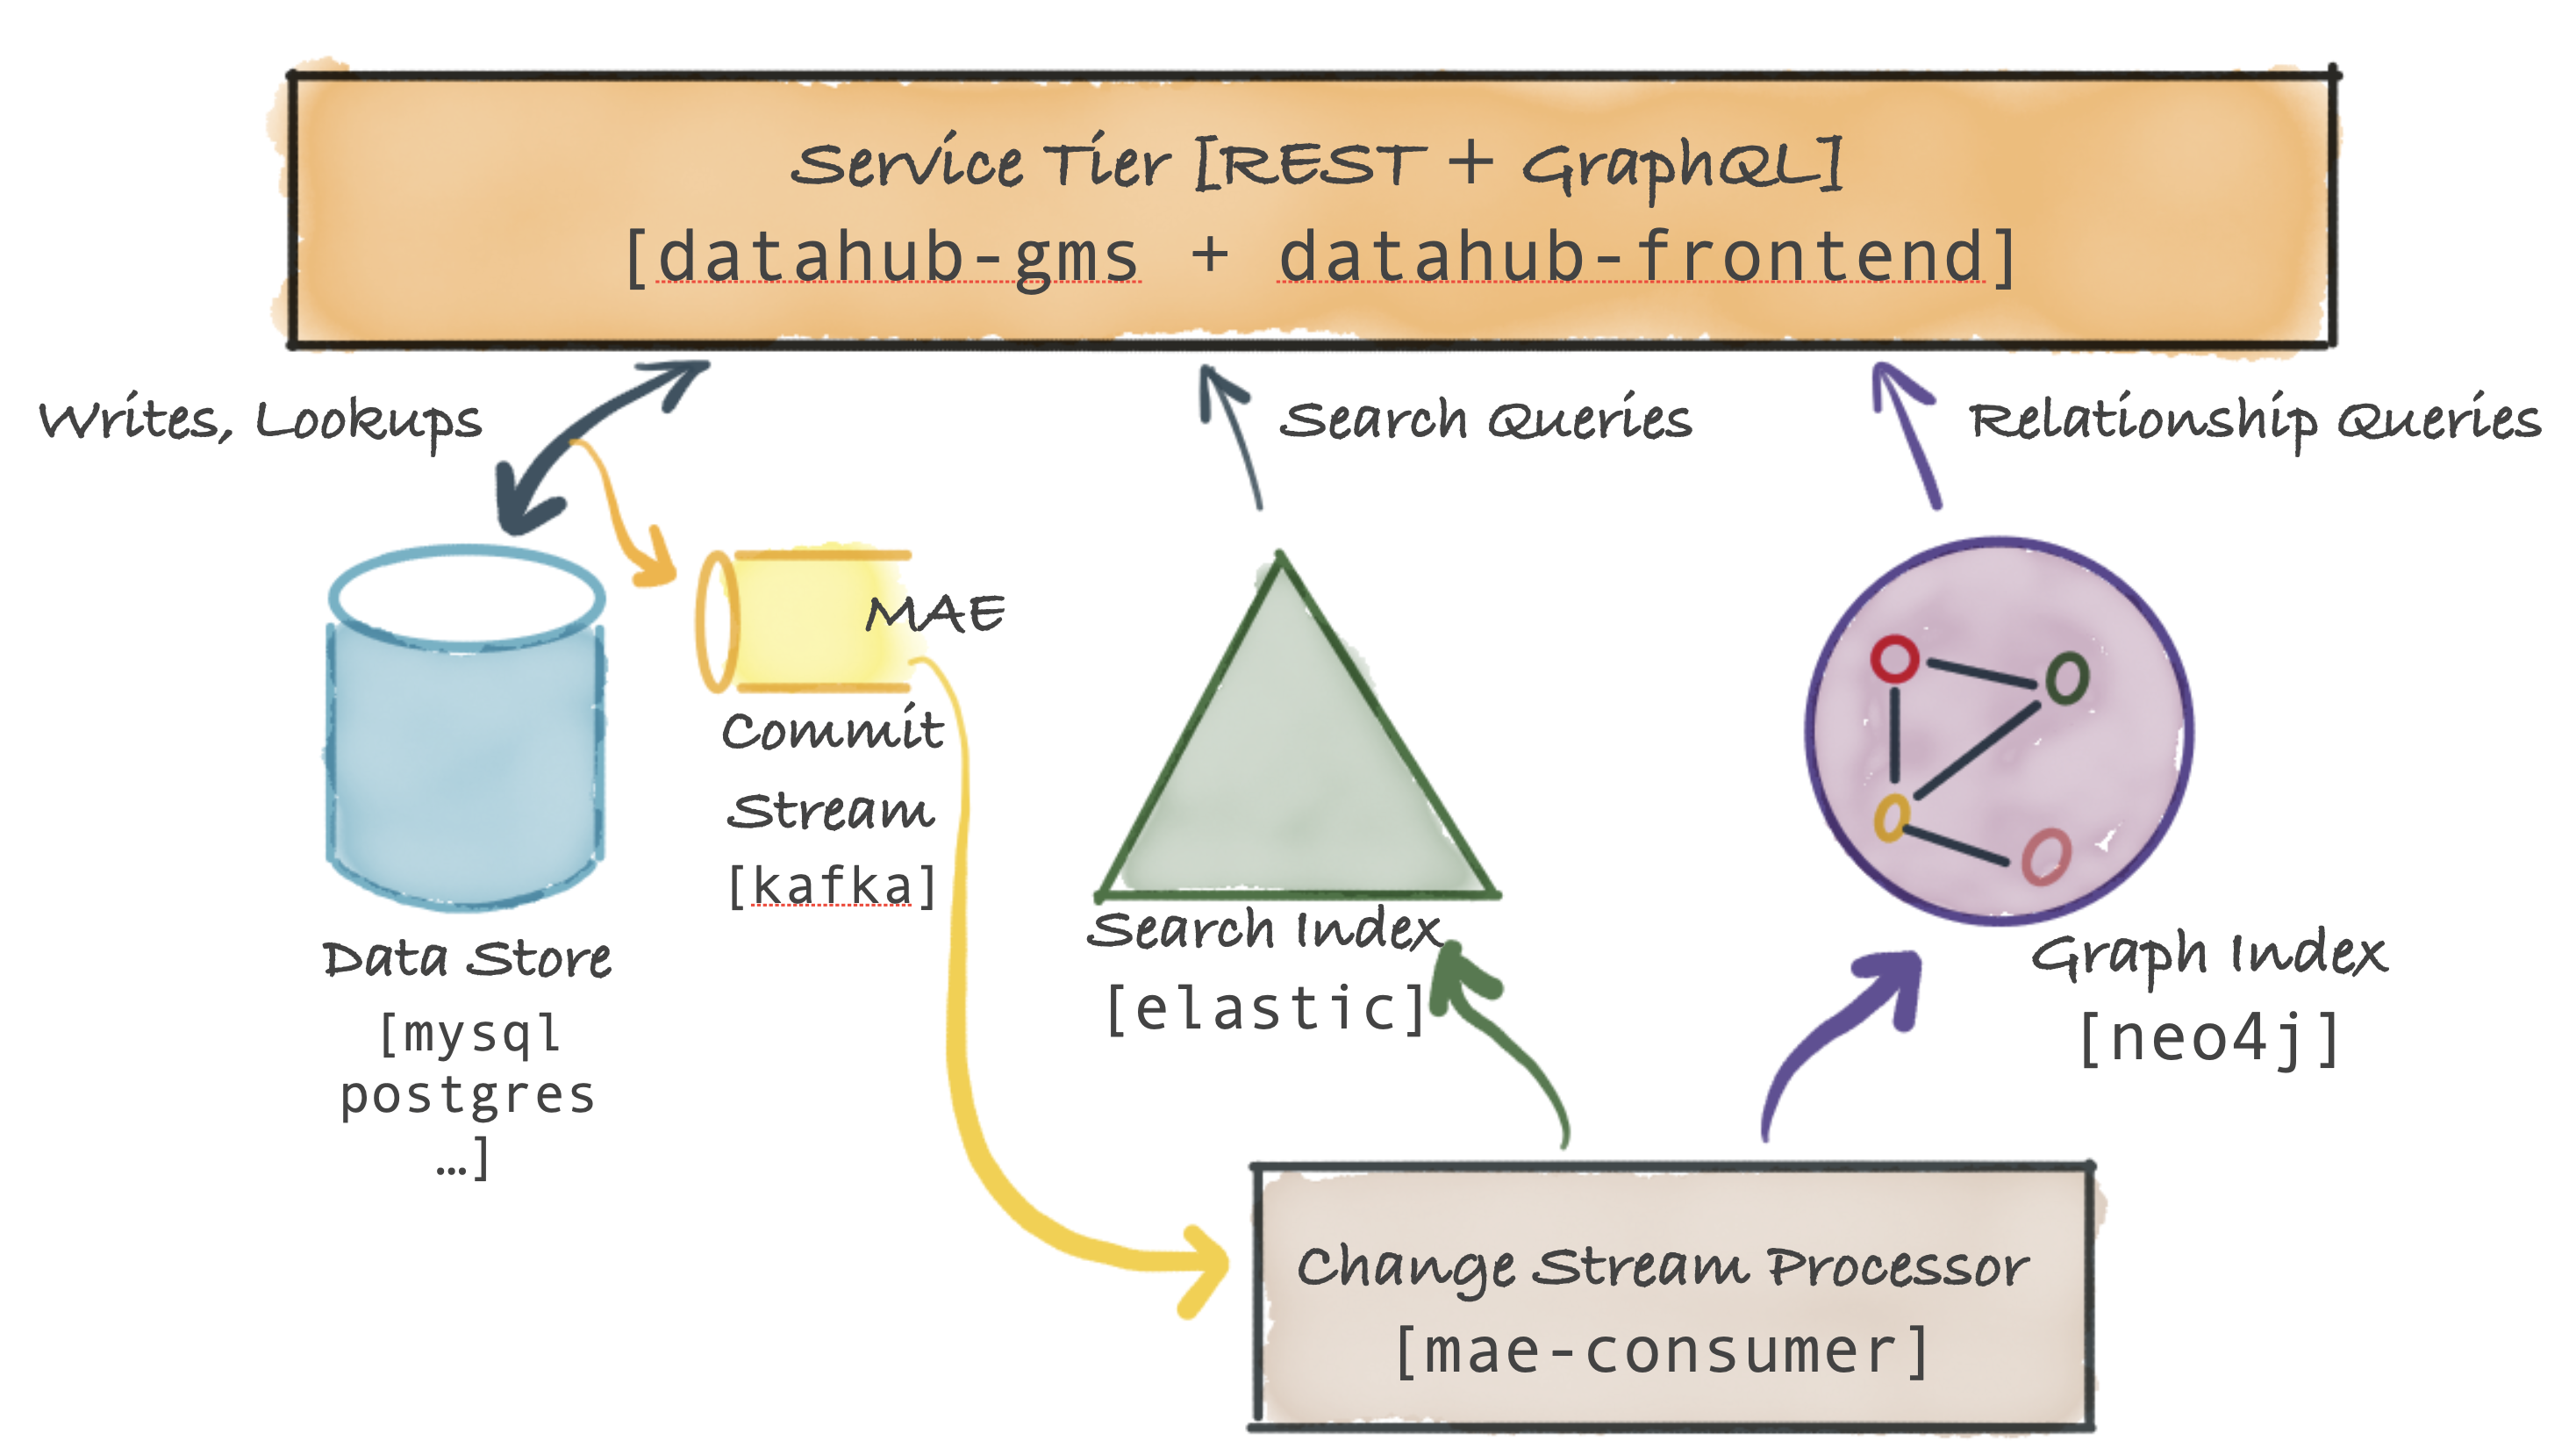 Service Tier [REST + GraphQL]
[datahub-gms + datahub-frontend]
Writes, Lookups
Search Queries
Relationship Queries
MAE
Commit
Stream
[kafka]
Data Store
[mysql
postgres
…]
Search Index
[elastic]
Graph Index
[neo4j]
Change Stream Processor
[mae-consumer]